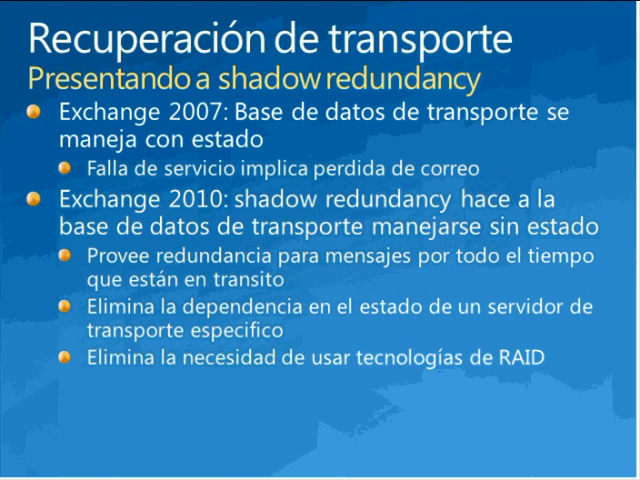 Recuperación de transporte
Presentando a shadow redundancy
Exchange 2007: Base de datos de transporte se
maneja con estado
Falla de servicio implica perdida de correo
Exchange 2010: shadow redundancy hace a la
base de datos de transporte manejarse sin estado
Provee redundancia para mensajes por todo el tiempo
que están en transito
Elimina la dependencia en el estado de un servidor de
transporte especifico
Elimina la necesidad de usar tecnologías de RAID